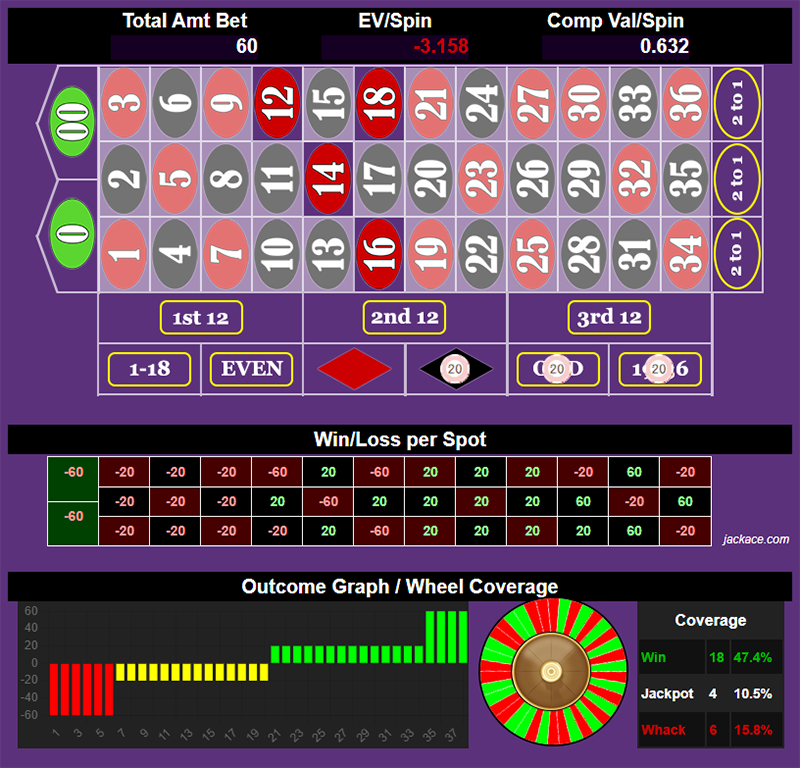 Total Amt Bet EV/Spin Comp Val/Spin
60 -3.158 0.632
00 3 6 9 12 15 18 21 24 27 30 33 36 2 to 1
2 5 8 11 14 17 20 23 26 29 32 35 2 to 1
0 1 4 7 10 13 16 19 22 25 28 31 34 2 to 1
1st 12 2nd 12 3rd 12
1-18 EVEN 20 20 20
Win/Loss per Spot
-60 -20 -20 -20 -60 20 -60 20 20 20 -20 60 -20
-20 -20 -20 20 -60 20 20 20 20 60 -20 60
-60 -20 -20 -20 -20 20 -60 20 20 20 20 60 -20
jackace.com
Outcome Graph / Wheel Coverage
60
40
20
0
-20
-40
-60
1 3 5 7 9 11 13 15 17 19 21 23 25 27 29 31 33 35 37
Coverage
Win 18 47.4%
Jackpot 4 10.5%
Whack 6 15.8%